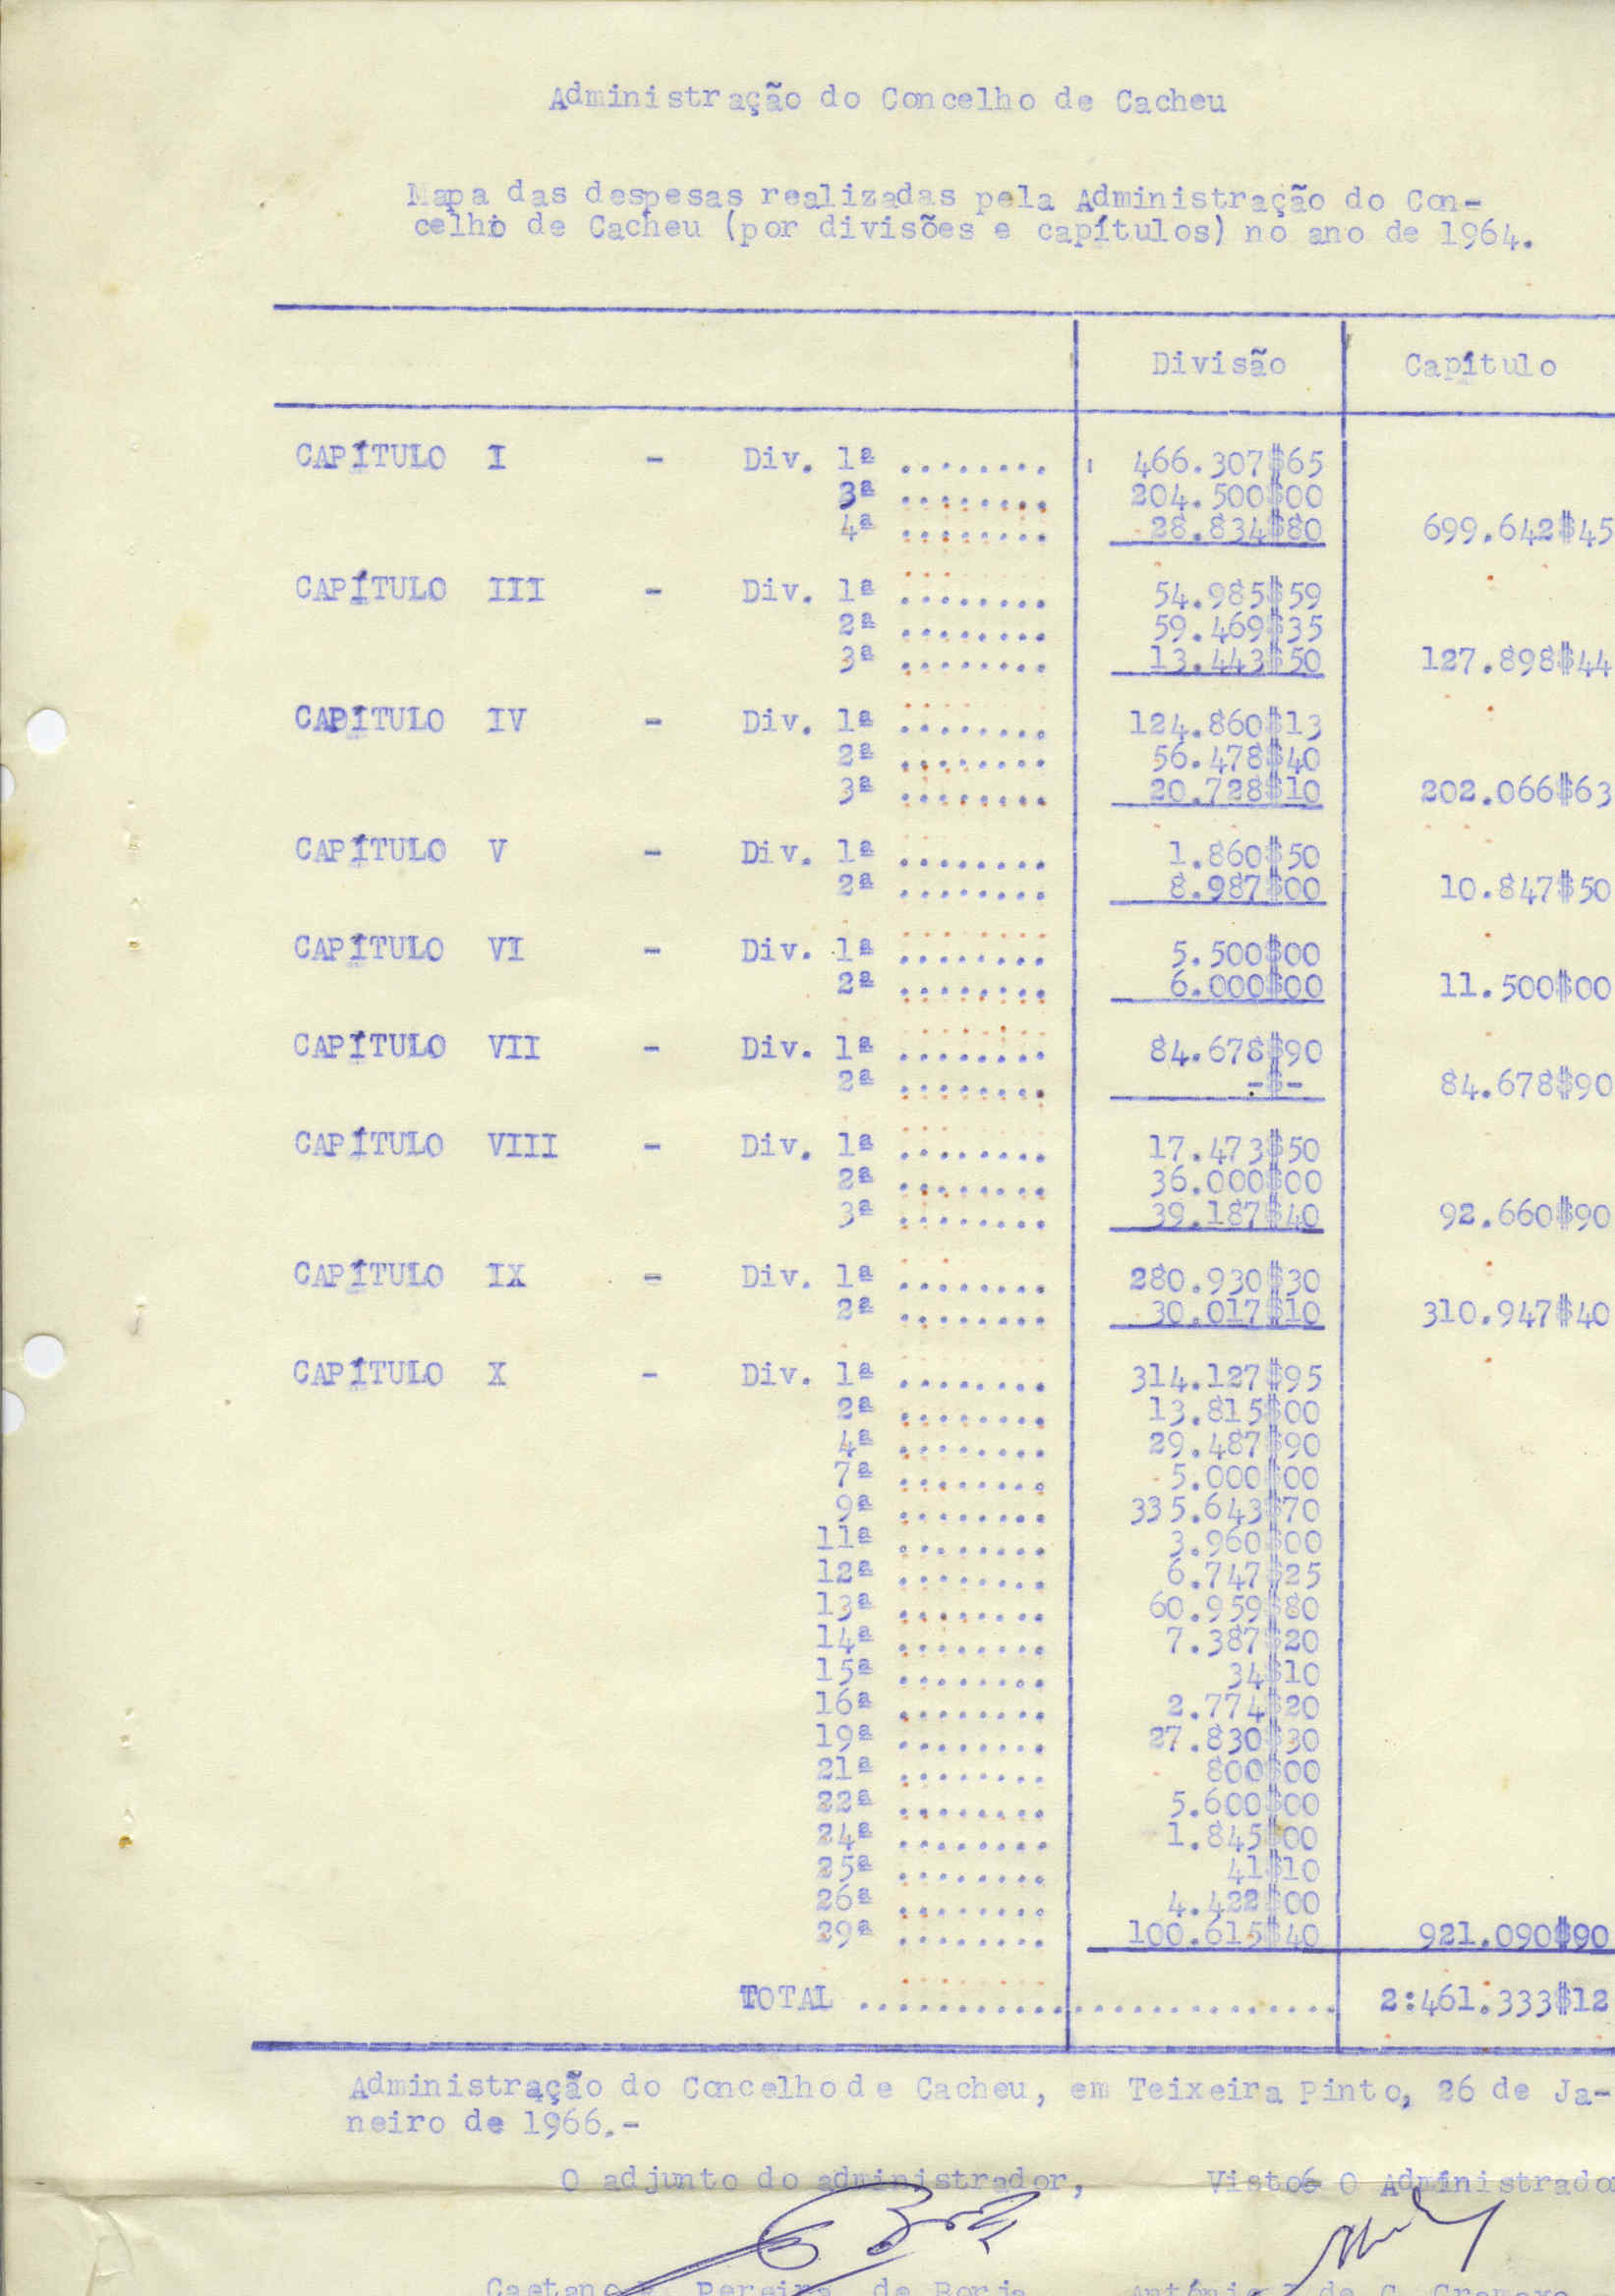 Administração do Concelho de Cacheu
Mapa das despesas realizadas pela Administração do Con-
celho de Cacheu (por divisões e capítulos) no ano de 1964.
Divisão Capítulo
CAPÍTULO I - Div. 1ª ........ 466.307$65
3ª ........ 204.500$00
4ª ........ 28.834$80 699.642$45
CAPÍTULO III - Div. 1ª ........ 54.985$59
2ª ........ 59.469$35
3ª ........ 13.443$50 127.898$44
CAPÍTULO IV - Div. 1ª ........ 124.860$13
2ª ........ 56.478$40
3ª ........ 20.728$10 202.066$63
CAPÍTULO V - Div. 1ª ........ 1.860$50
2ª ........ 8.987$00 10.847$50
CAPÍTULO VI - Div. 1ª ........ 5.500$00
2ª ........ 6.000$00 11.500$00
CAPÍTULO VII - Div. 1ª ........ 84.678$90
2ª ........ -$- 84.678$90
CAPÍTULO VIII - Div. 1ª ........ 17.473$50
2ª ........ 36.000$00
3ª ........ 39.187$40 92.660$90
CAPÍTULO IX - Div. 1ª ........ 280.930$30
2ª ........ 30.017$10 310.947$40
CAPÍTULO X - Div. 1ª ........ 314.127$95
2ª ........ 13.815$00
4ª ........ 29.487$90
7ª ........ 5.000$00
9ª ........ 335.643$70
11ª ........ 3.960$00
12ª ........ 6.747$25
13ª ........ 60.959$80
14ª ........ 7.387$20
15ª ........ 34$10
16ª ........ 2.774$20
19ª ........ 27.830$30
21ª ........ 800$00
22ª ........ 5.600$00
24ª ........ 1.845$00
25ª ........ 41$10
26ª ........ 4.422$00
29ª ........ 100.615$40 921.090$90
TOTAL ......................... 2:461.333$12
Administração do Concelho de Cacheu, em Teixeira Pinto, 26 de Ja-
neiro de 1966.-
O adjunto do administrador, Visto O Administrado
Caetano Pereira de Borja António de C.